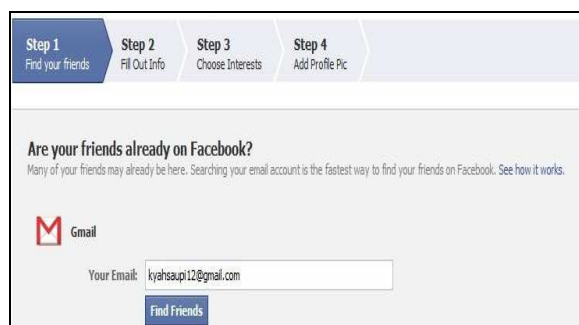 Step 1 Step 2 Step 3 Step 4
Find your friends Fill Out Info Choose Interests Add Profile Pic
Are your friends already on Facebook?
Many of your friends may already be here. Searching your email account is the fastest way to find your friends on Facebook. See how it works.
Gmail
Your Email: kyahsaupi12@gmail.com
Find Friends